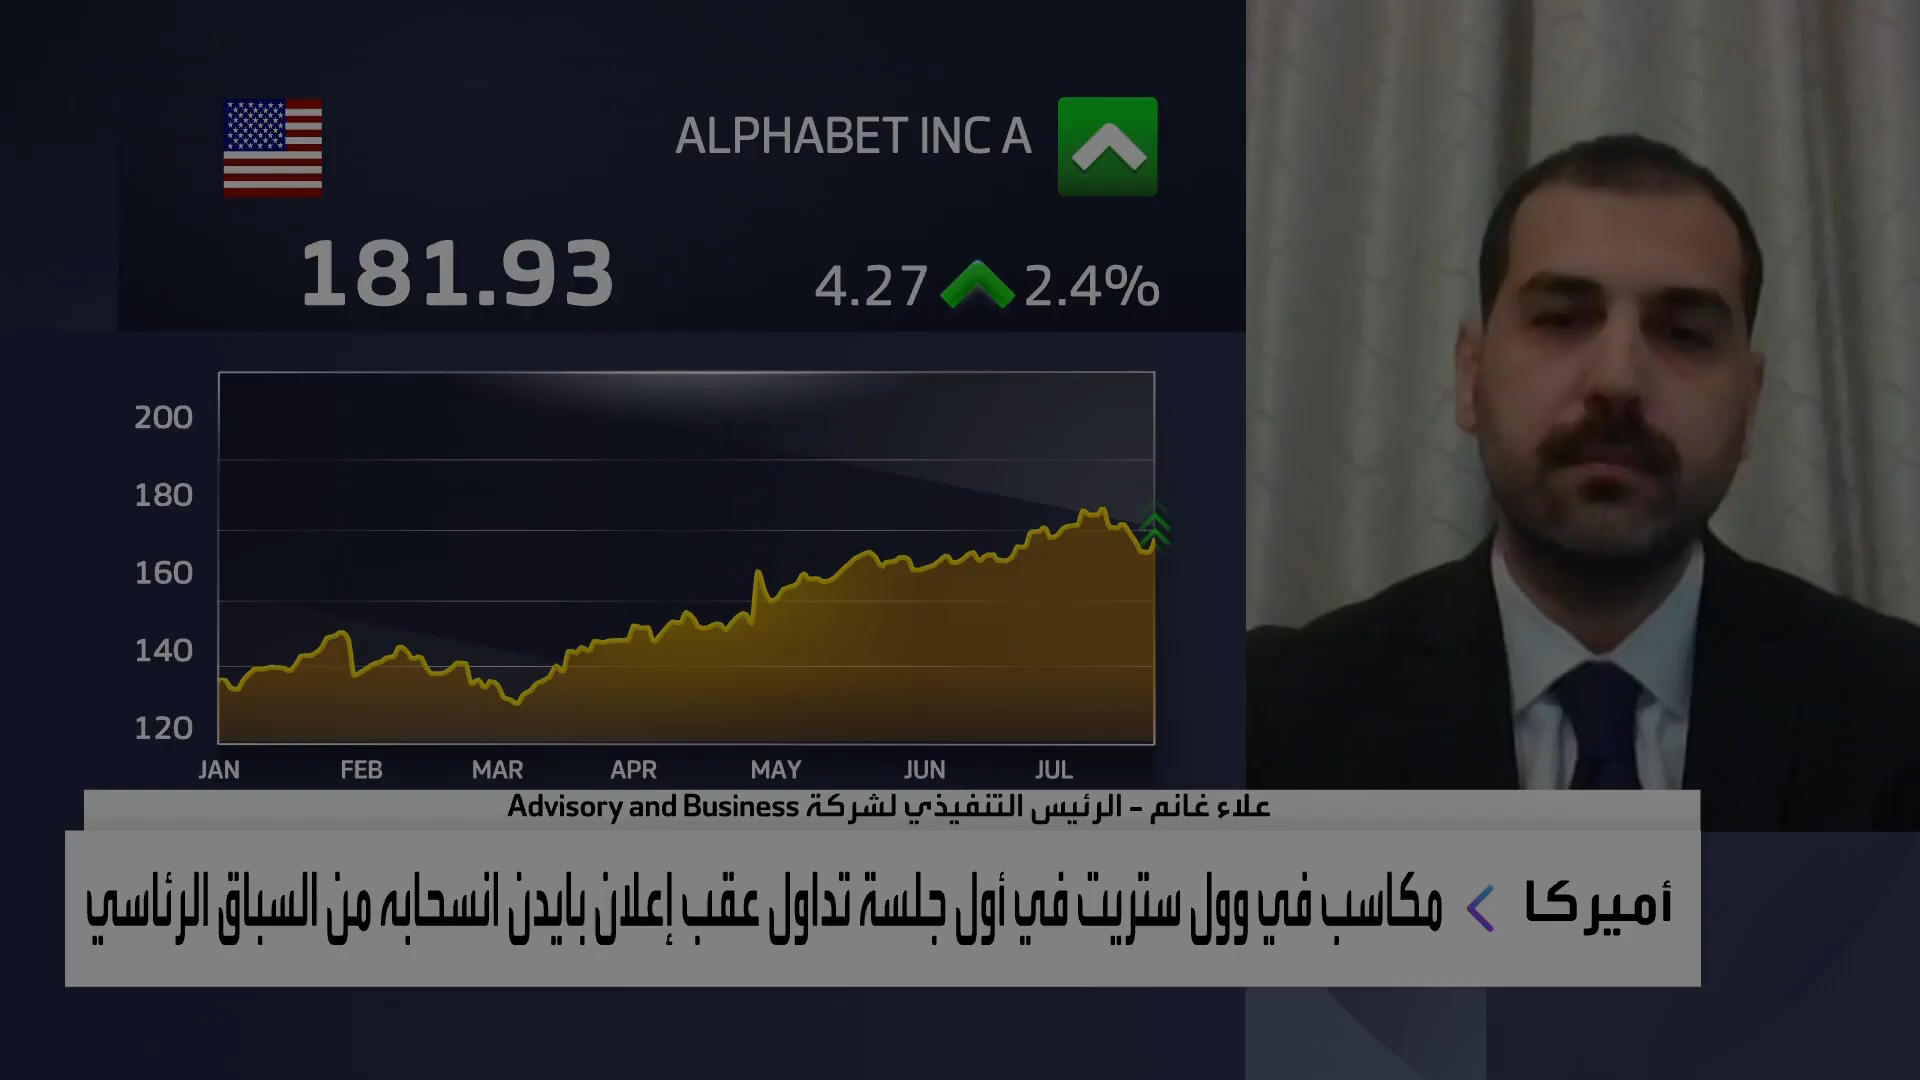 ALPHABET INC A
181.93
4.27 2.4%
200
180
160
140
120
JAN FEB MAR APR MAY JUN JUL
علاء غانم - الرئيس التنفيذي لشركة Advisory and Business
أميركا
مكاسب في وول ستريت في أول جلسة تداول عقب إعلان بايدن انسحابه من السباق الرئاسي